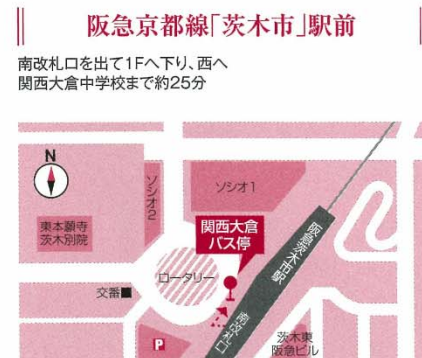 阪急京都線「茨木市」駅前
南改札口を出て1Fへ下り、西へ
関西大倉中学校まで約25分
N
ソシオ2
ソシオ1
東本願寺
茨木別院
関西大倉
バス停
阪急茨木市駅
ロータリー
交番
南改札口
P
茨木東
阪急ビル